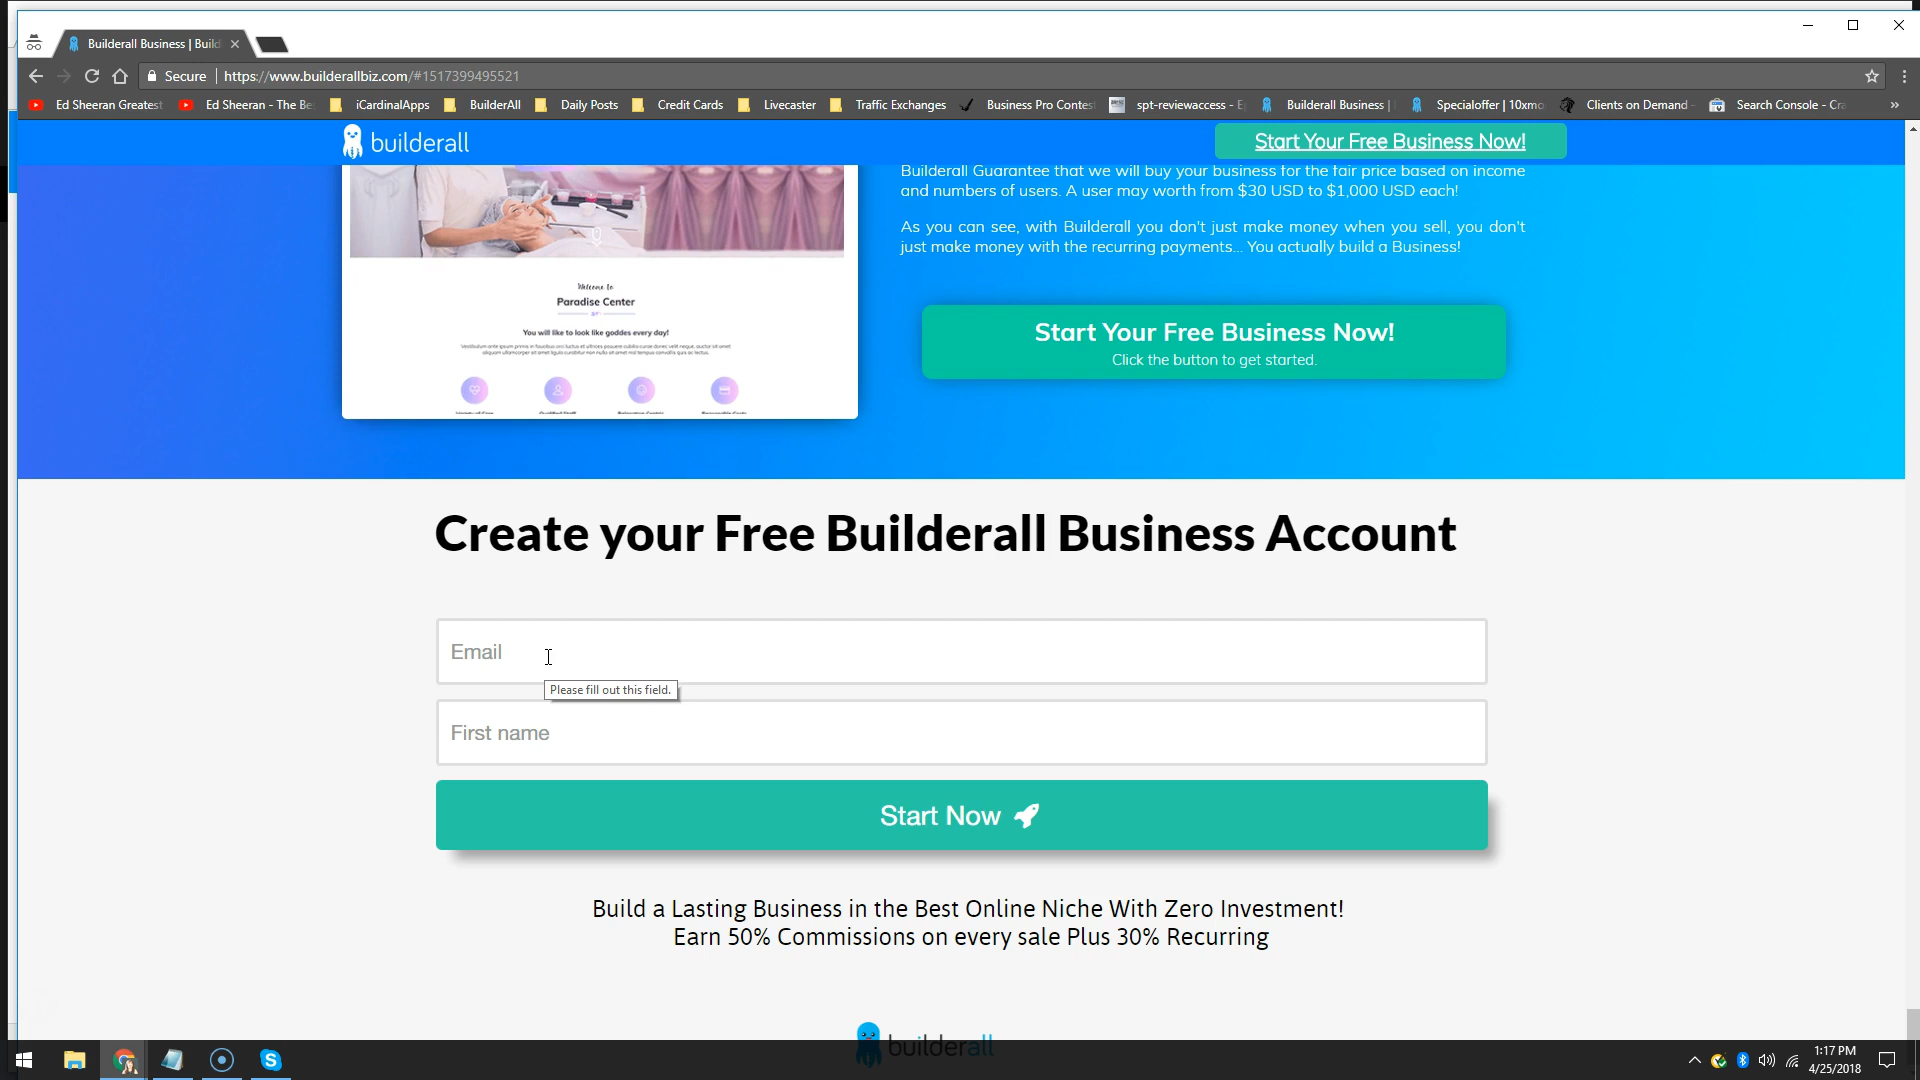 Builderall Business | Build
Secure
https://www.builderallbiz.com/#1517399495521
Ed Sheeran Greatest
Ed Sheeran - The Be
iCardinalApps
BuilderAll
Daily Posts
Credit Cards
Livecaster
Traffic Exchanges
Business Pro Contes
spt-reviewaccess - E
Builderall Business |
Specialoffer | 10xmo
Clients on Demand -
Search Console - Cra
builderall
Start Your Free Business Now!
Builderall Guarantee that we will buy your business for the fair price based on income
and numbers of users. A user may worth from $30 USD to $1,000 USD each!
As you can see, with Builderall you don't just make money when you sell, you don't
just make money with the recurring payments... You actually build a Business!
Welcome to
Paradise Center
You will like to look like goddes every day!
Start Your Free Business Now!
Click the button to get started.
Create your Free Builderall Business Account
Email
Please fill out this field.
First name
Start Now
Build a Lasting Business in the Best Online Niche With Zero Investment!
Earn 50% Commissions on every sale Plus 30% Recurring
builderall
1:17 PM
4/25/2018